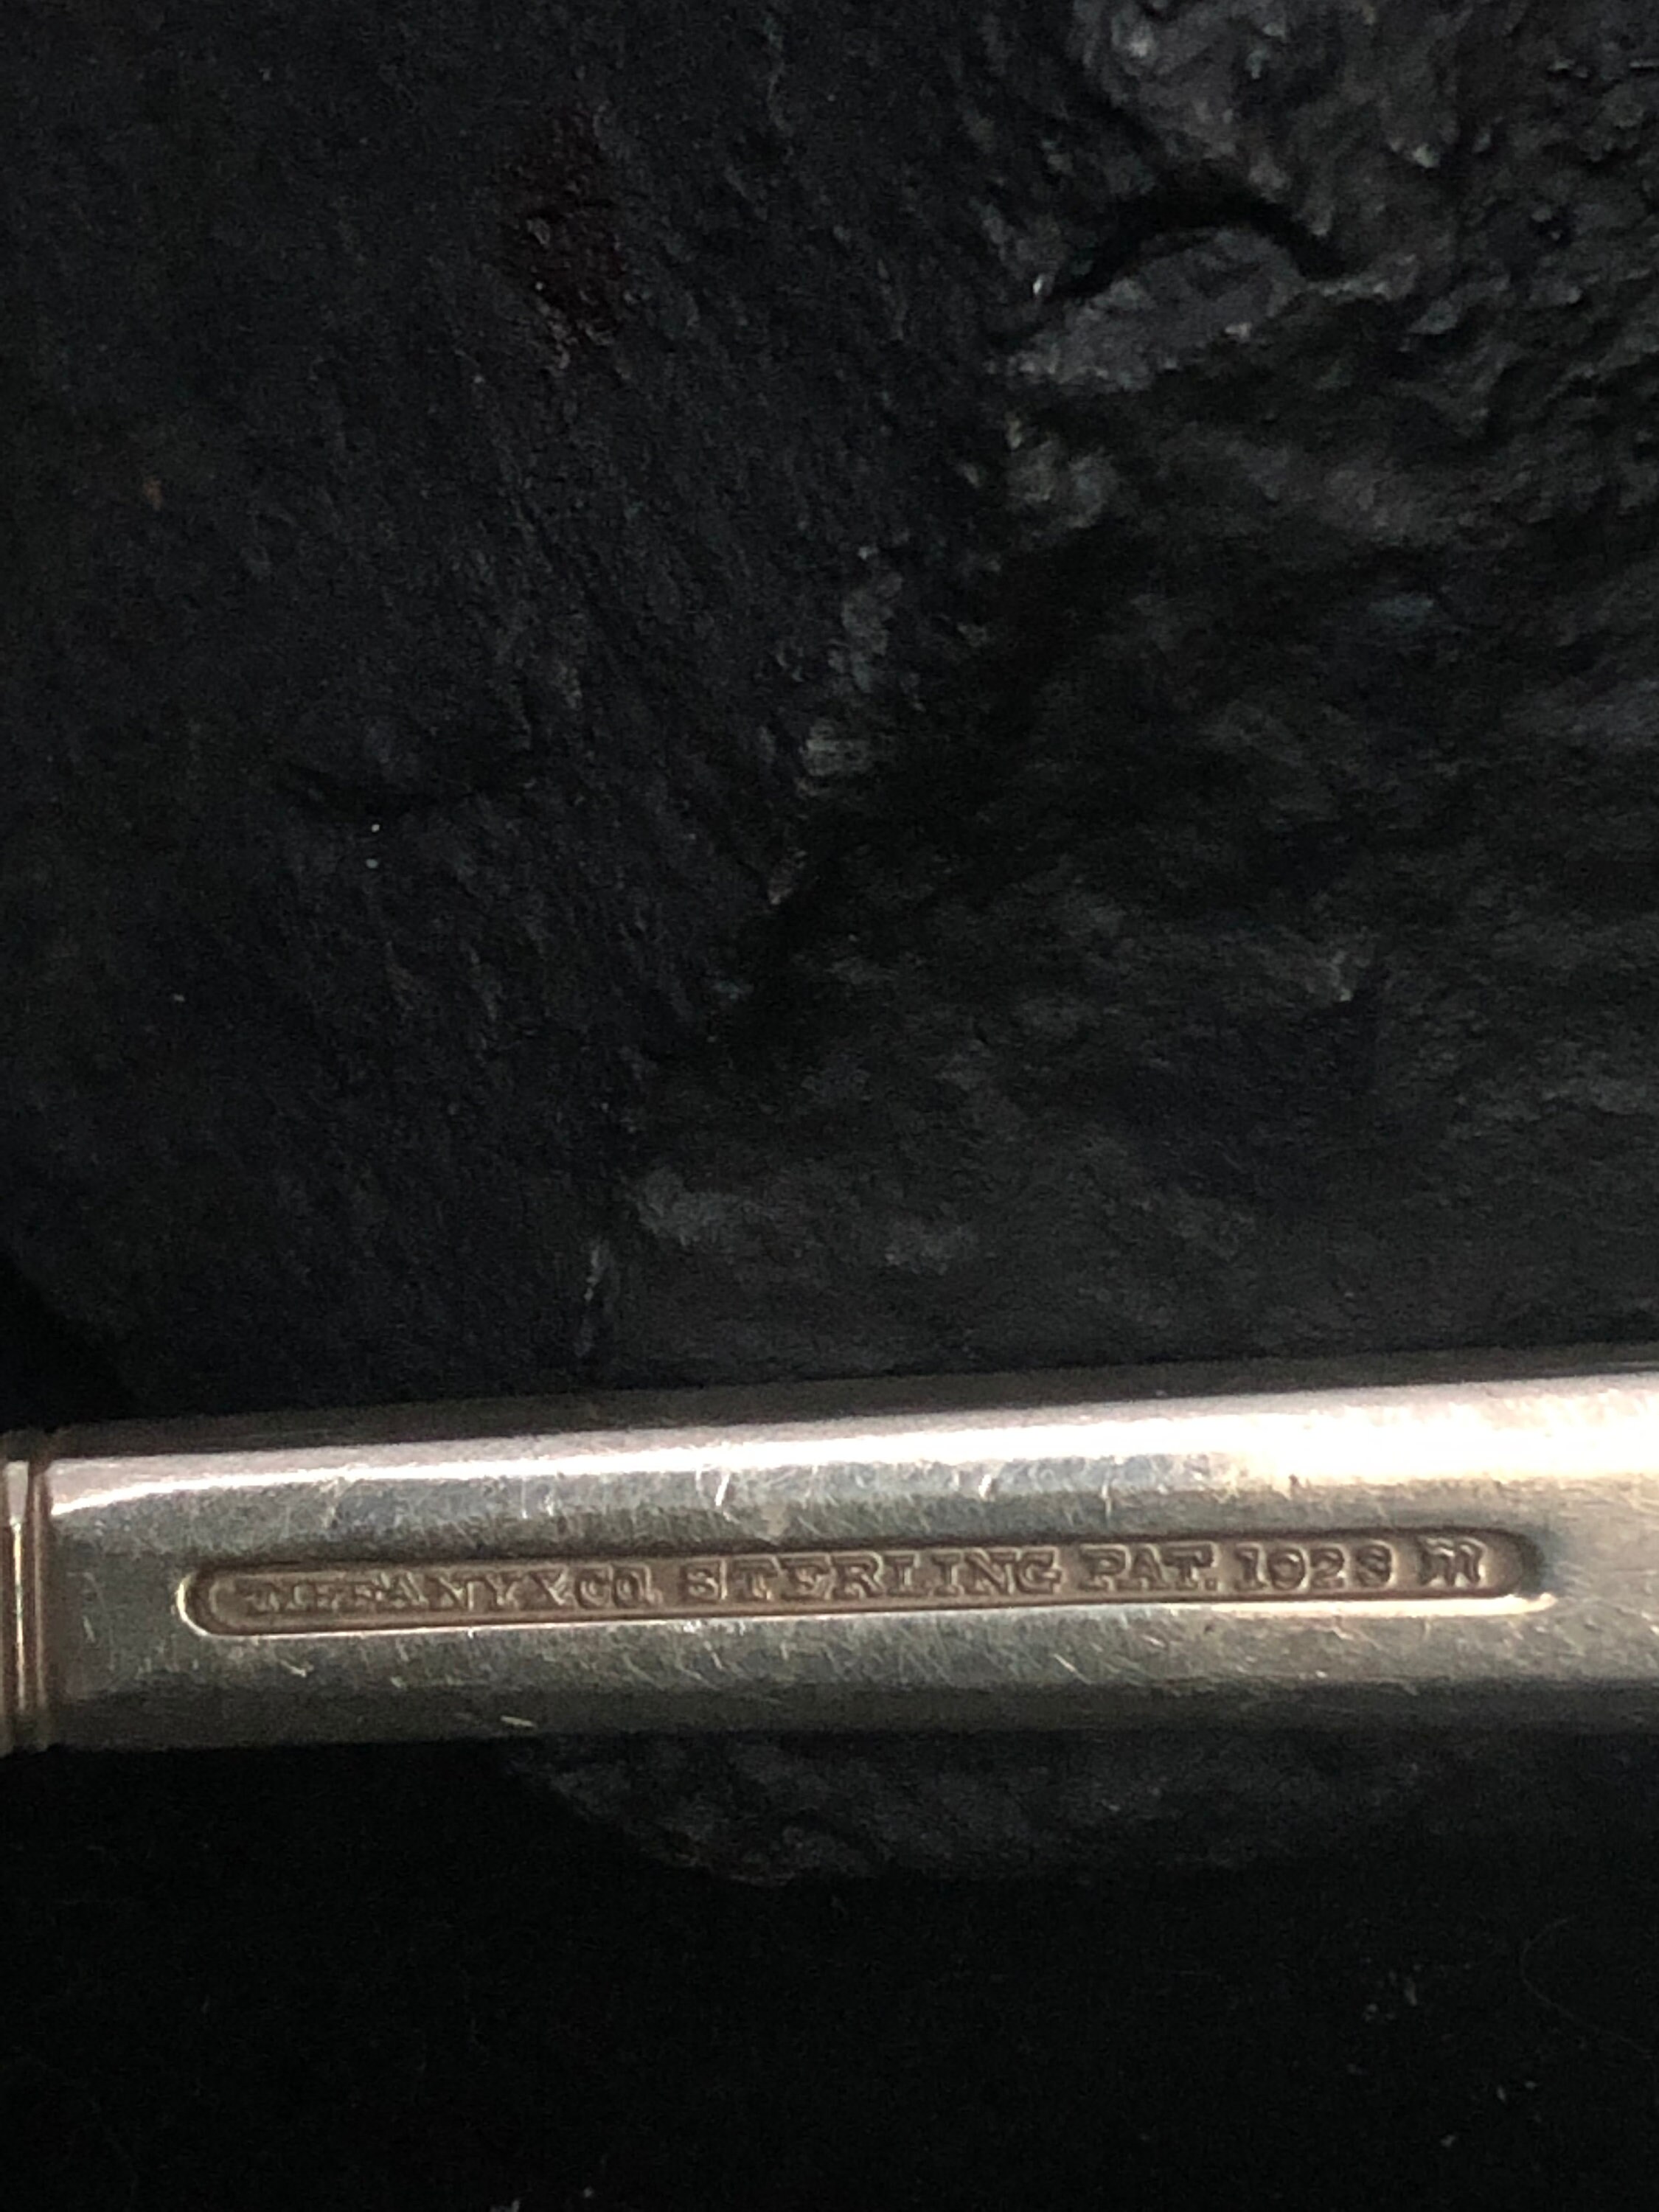 TIFFANY & CO. STERLING PAT. 1928 m